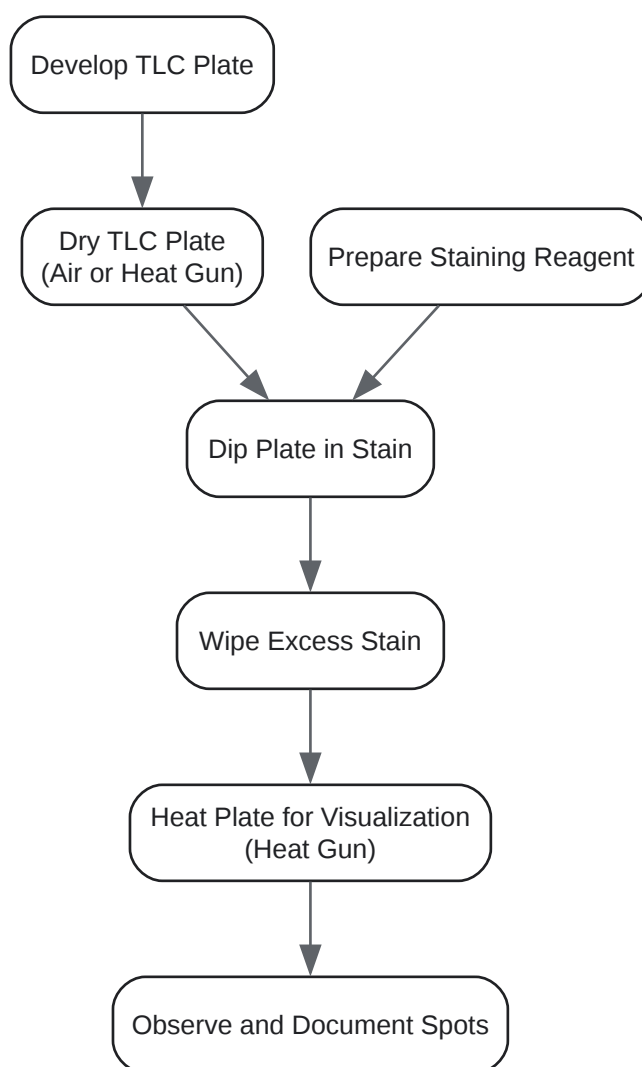 Develop TLC Plate
Dry TLC Plate
(Air or Heat Gun)
Prepare Staining Reagent
Dip Plate in Stain
Wipe Excess Stain
Heat Plate for Visualization
(Heat Gun)
Observe and Document Spots